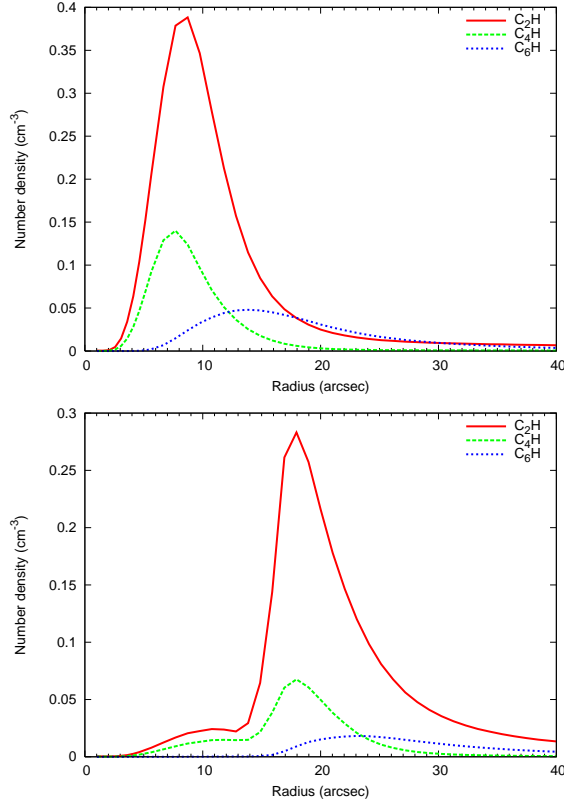 0.4
0.35
0.3
0.25
0.2
0.15
0.1
0.05
0
Number density (cm⁻³)
C₂H
C₄H
C₆H
0 10 20 30 40
Radius (arcsec)
0.3
0.25
0.2
0.15
0.1
0.05
0
Number density (cm⁻³)
C₂H
C₄H
C₆H
0 10 20 30 40
Radius (arcsec)